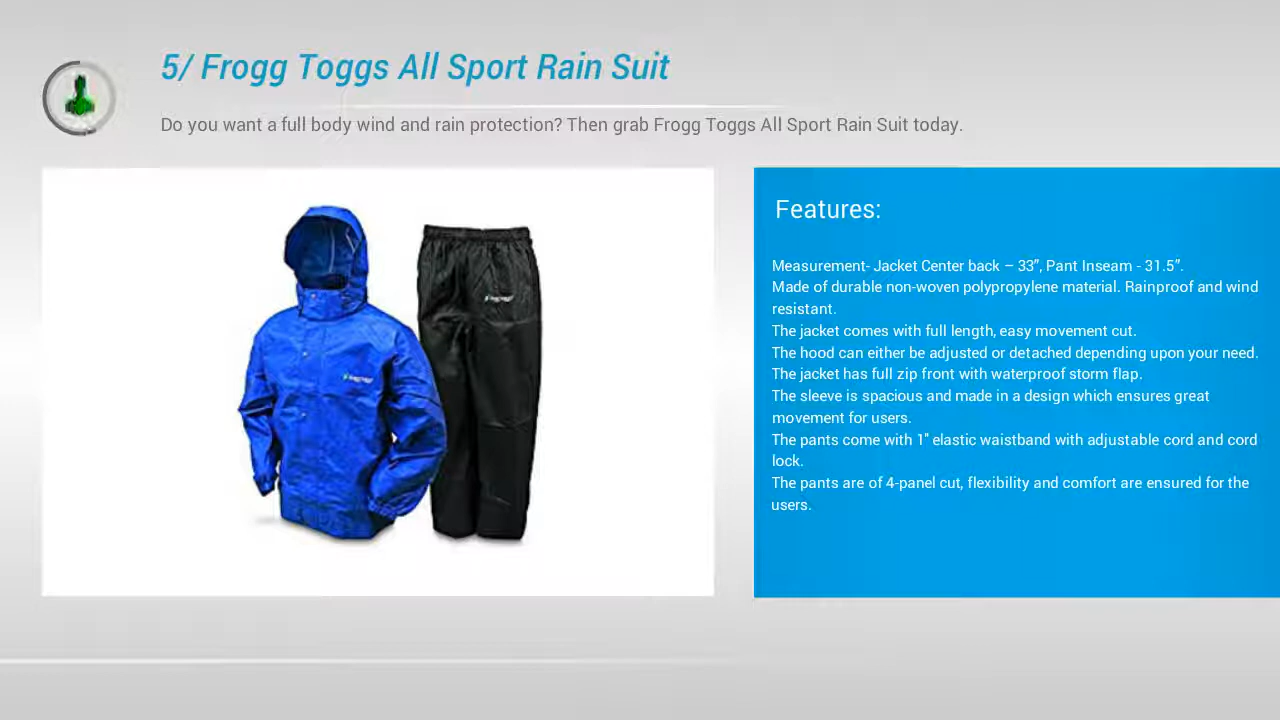 5/ Frogg Toggs All Sport Rain Suit
Do you want a full body wind and rain protection? Then grab Frogg Toggs All Sport Rain Suit today.
Features:
Measurement- Jacket Center back – 33”, Pant Inseam - 31.5”.
Made of durable non-woven polypropylene material. Rainproof and wind
resistant.
The jacket comes with full length, easy movement cut.
The hood can either be adjusted or detached depending upon your need.
The jacket has full zip front with waterproof storm flap.
The sleeve is spacious and made in a design which ensures great
movement for users.
The pants come with 1" elastic waistband with adjustable cord and cord
lock.
The pants are of 4-panel cut, flexibility and comfort are ensured for the
users.